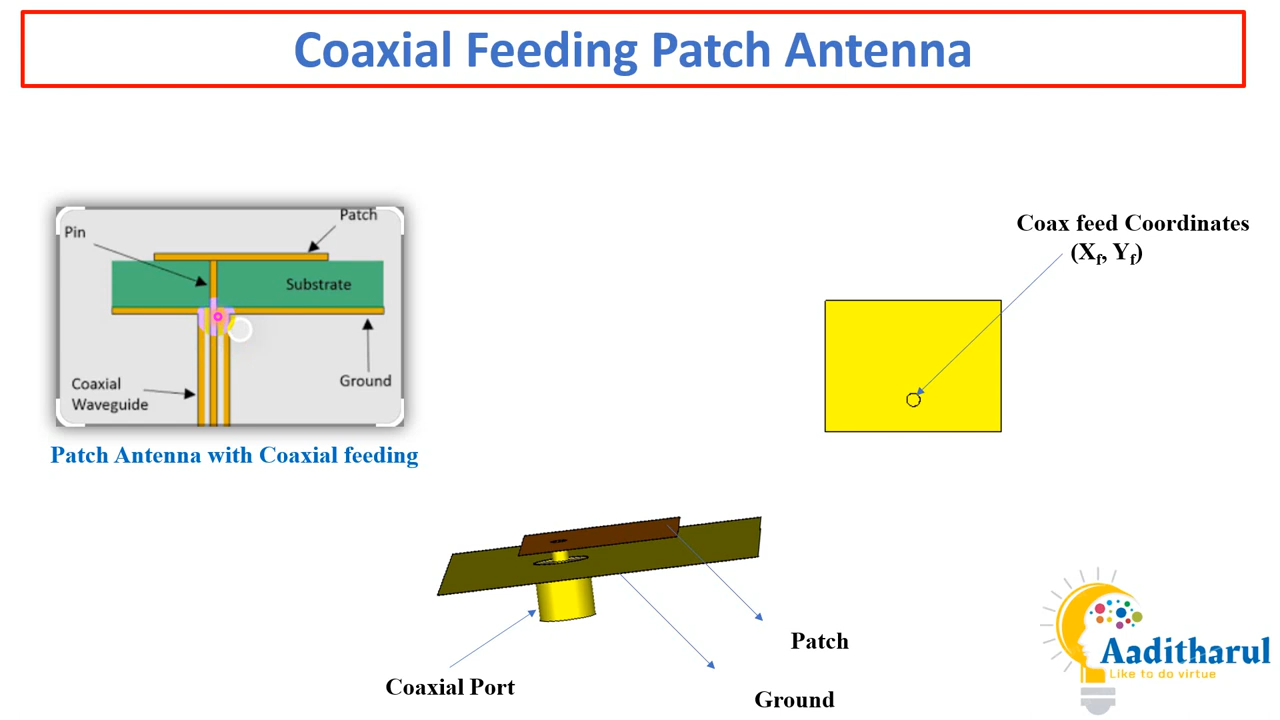 Coaxial Feeding Patch Antenna
Patch
Pin
Substrate
Ground
Coaxial
Waveguide
Patch Antenna with Coaxial feeding
Coax feed Coordinates
(Xf, Yf)
Patch
Coaxial Port
Ground
Aaditharul
Like to do virtue